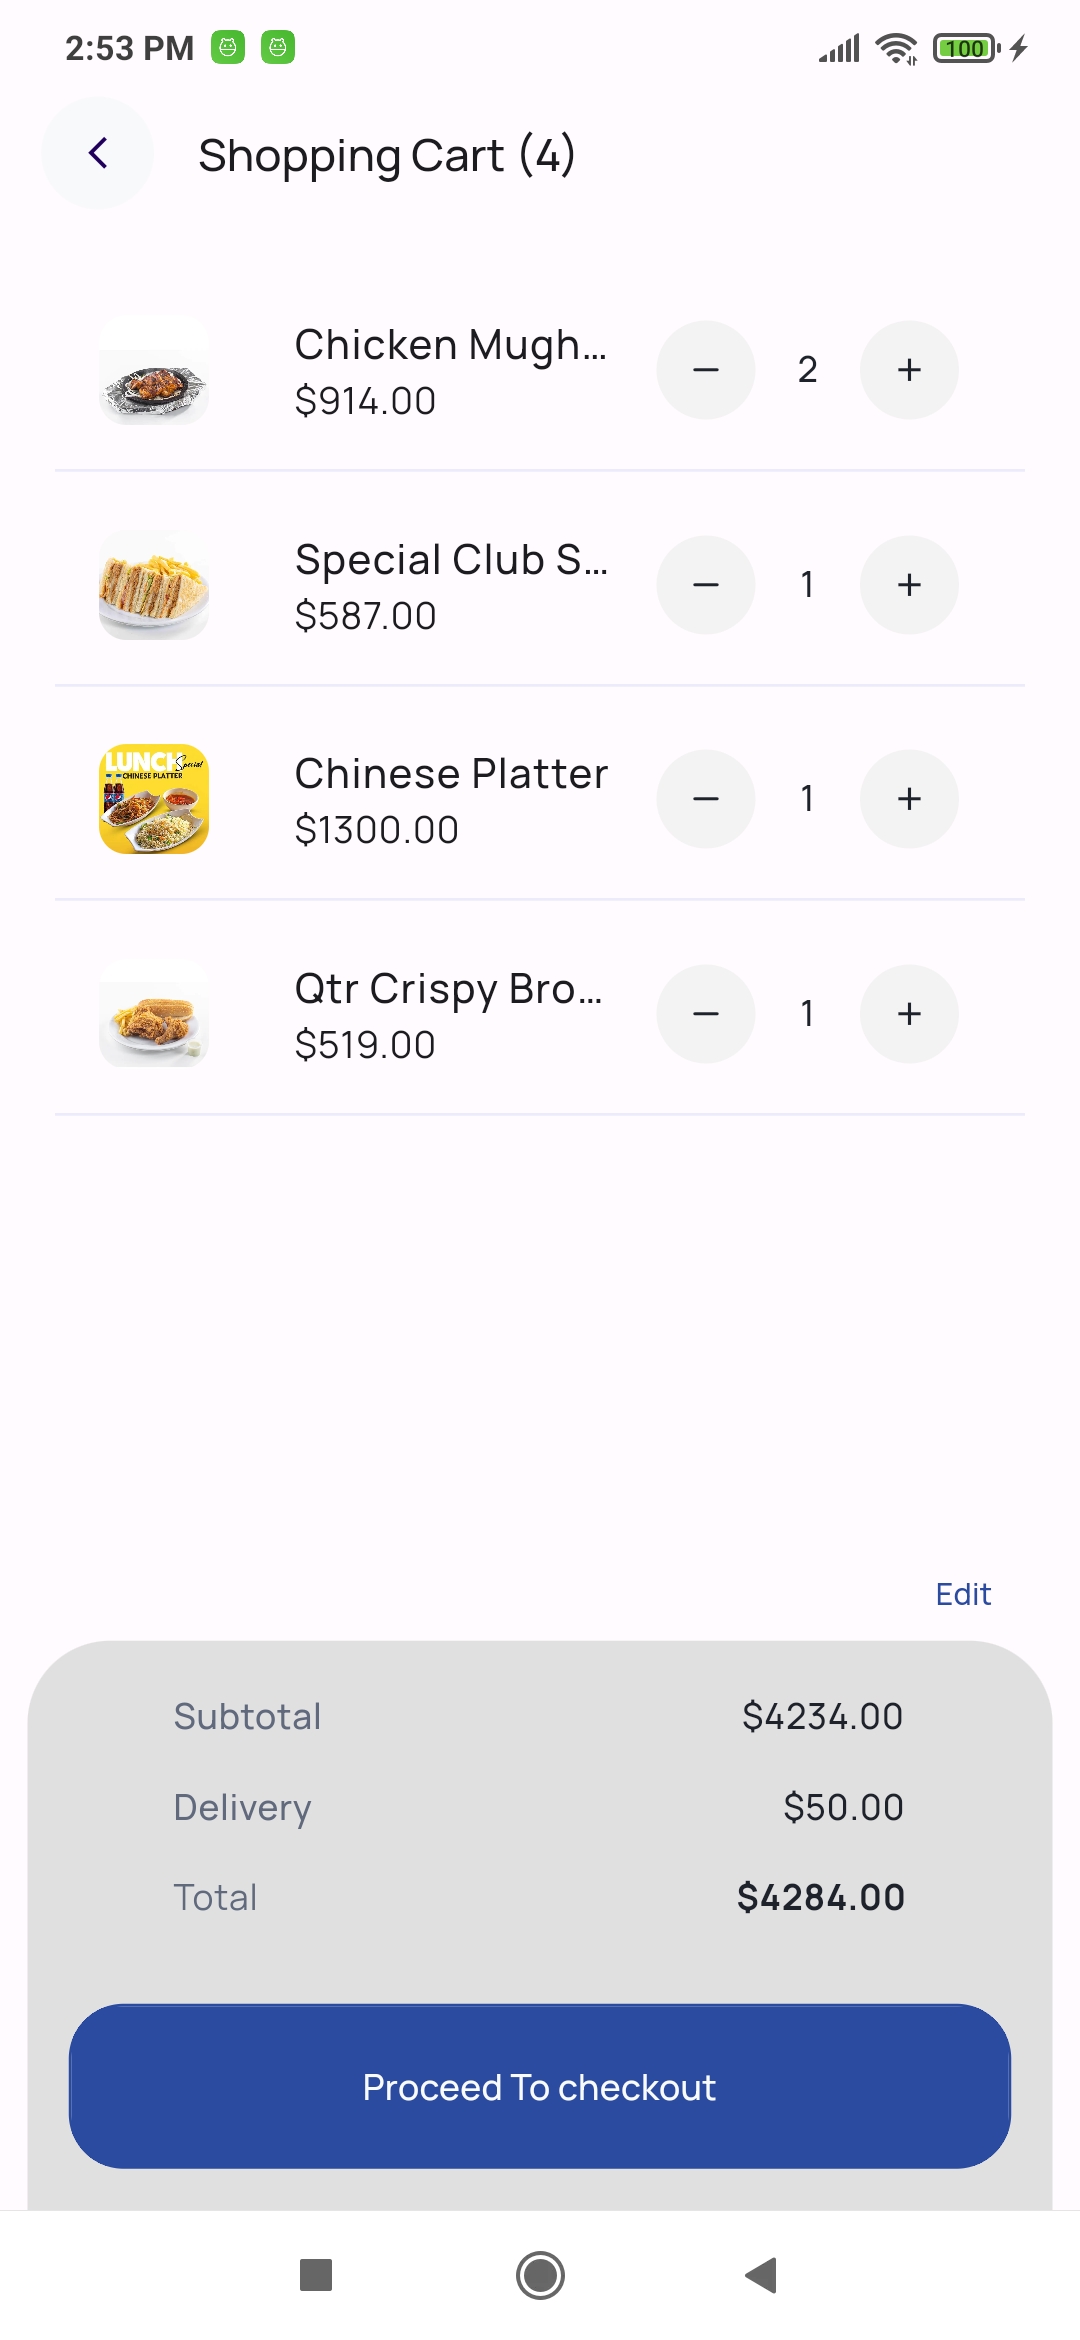 2:53 PM
100
Shopping Cart (4)
Chicken Mugh...
$914.00
2
Special Club S...
$587.00
1
LUNCH
Special
CHINESE PLATTER
Chinese Platter
$1300.00
1
Qtr Crispy Bro...
$519.00
1
Edit
Subtotal $4234.00
Delivery $50.00
Total $4284.00
Proceed To checkout